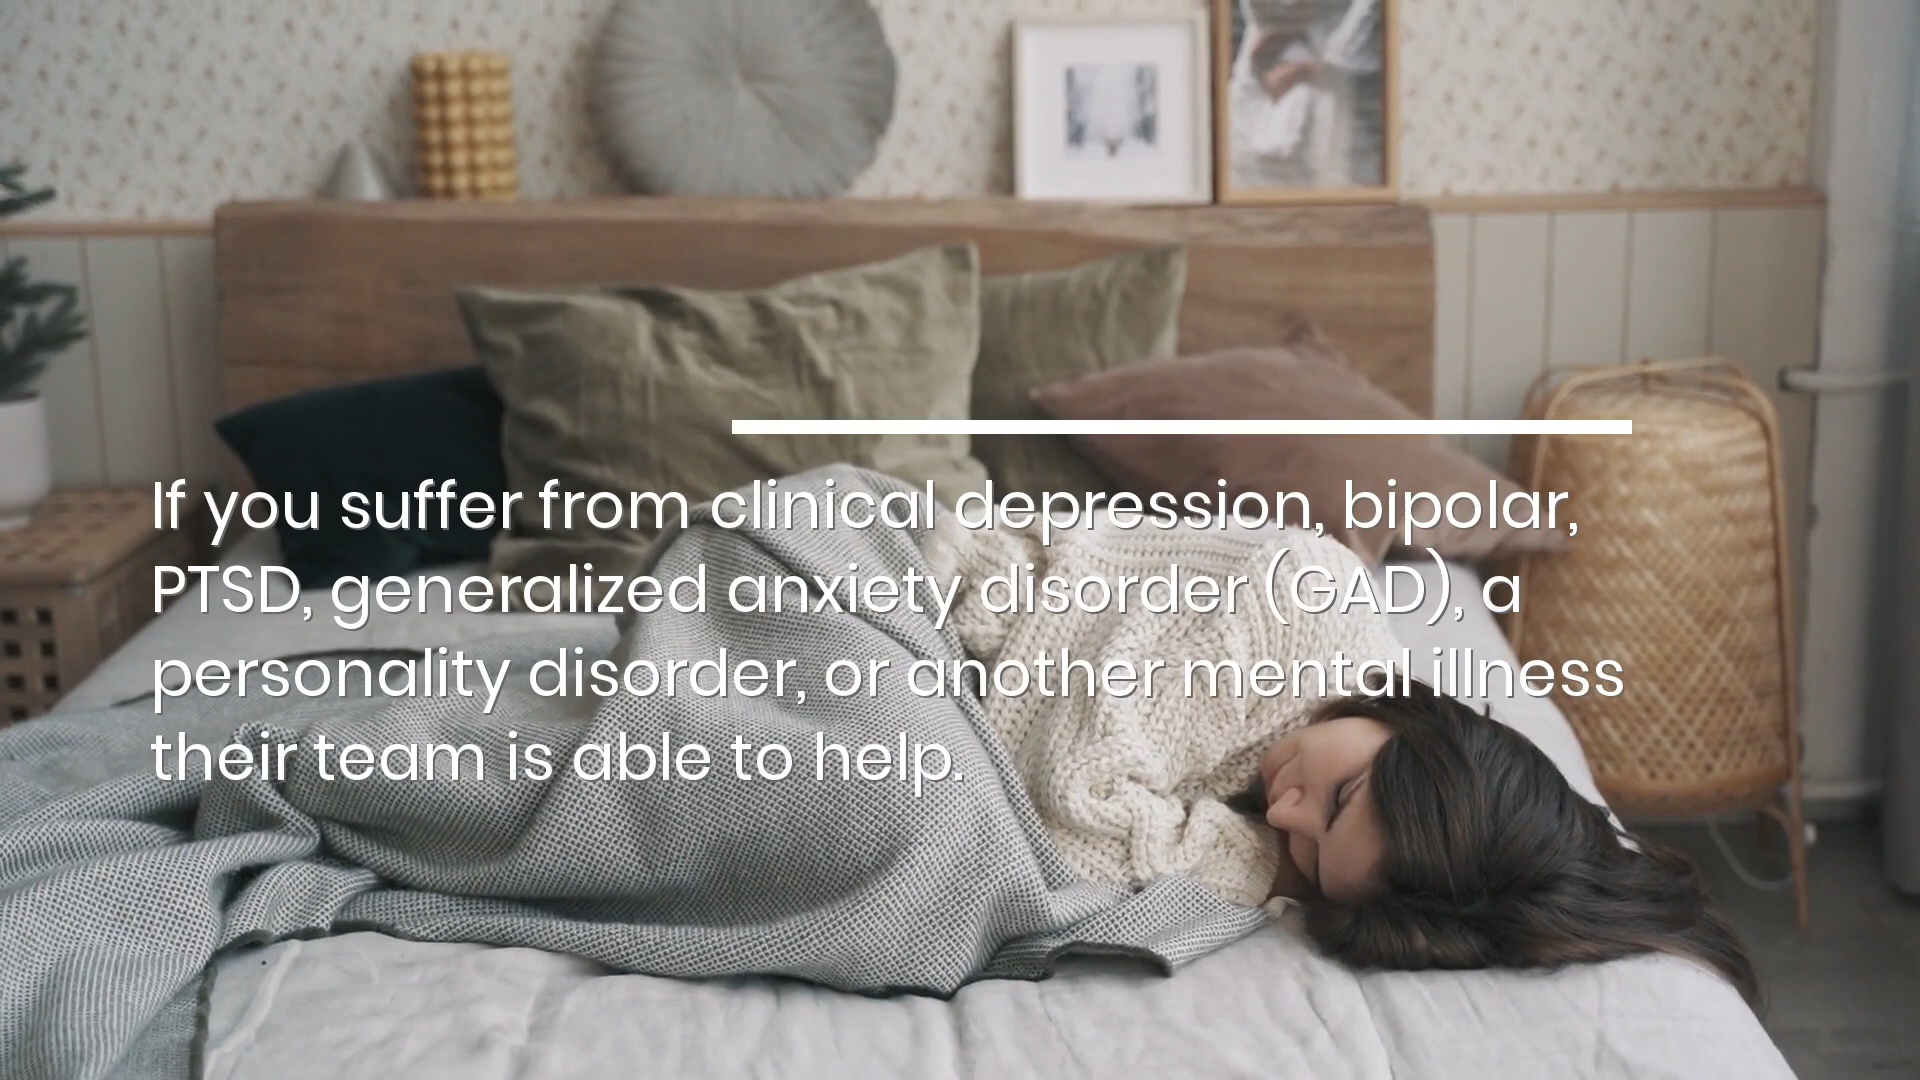 If you suffer from clinical depression, bipolar,
PTSD, generalized anxiety disorder (GAD), a
personality disorder, or another mental illness
their team is able to help.